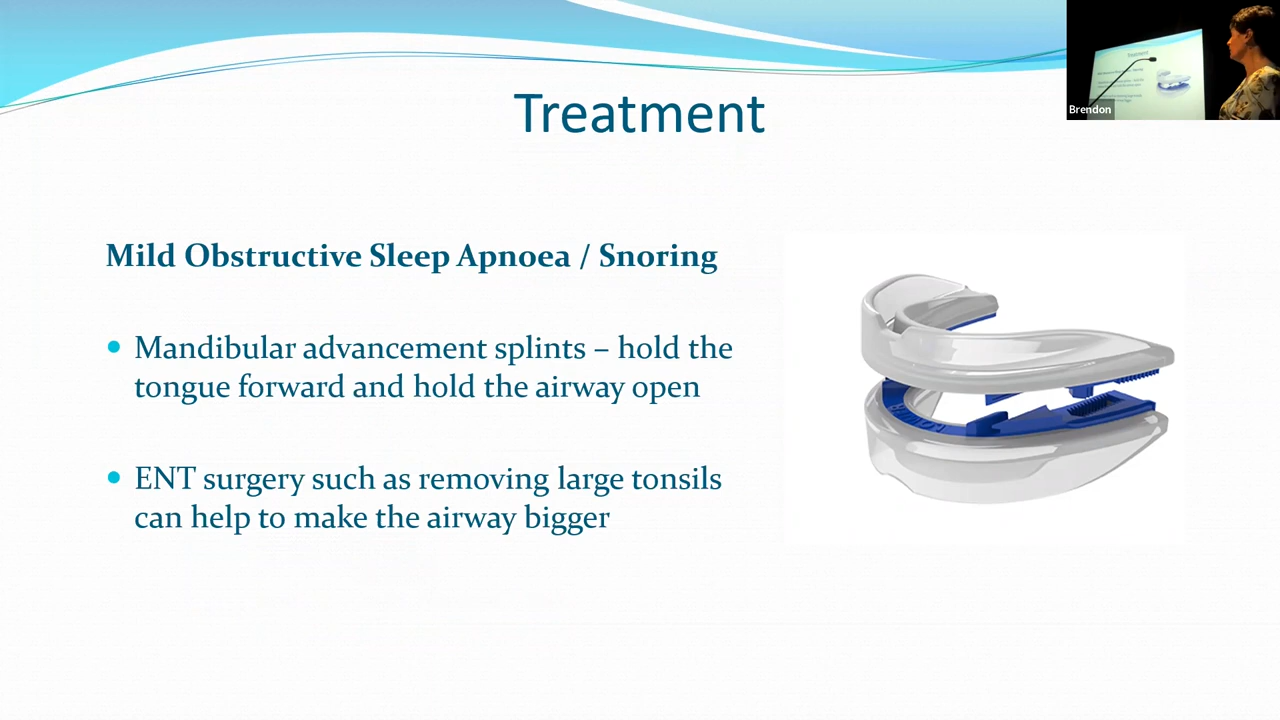 Treatment
Brendon
Mild Obstructive Sleep Apnoea / Snoring
• Mandibular advancement splints – hold the
tongue forward and hold the airway open
• ENT surgery such as removing large tonsils
can help to make the airway bigger